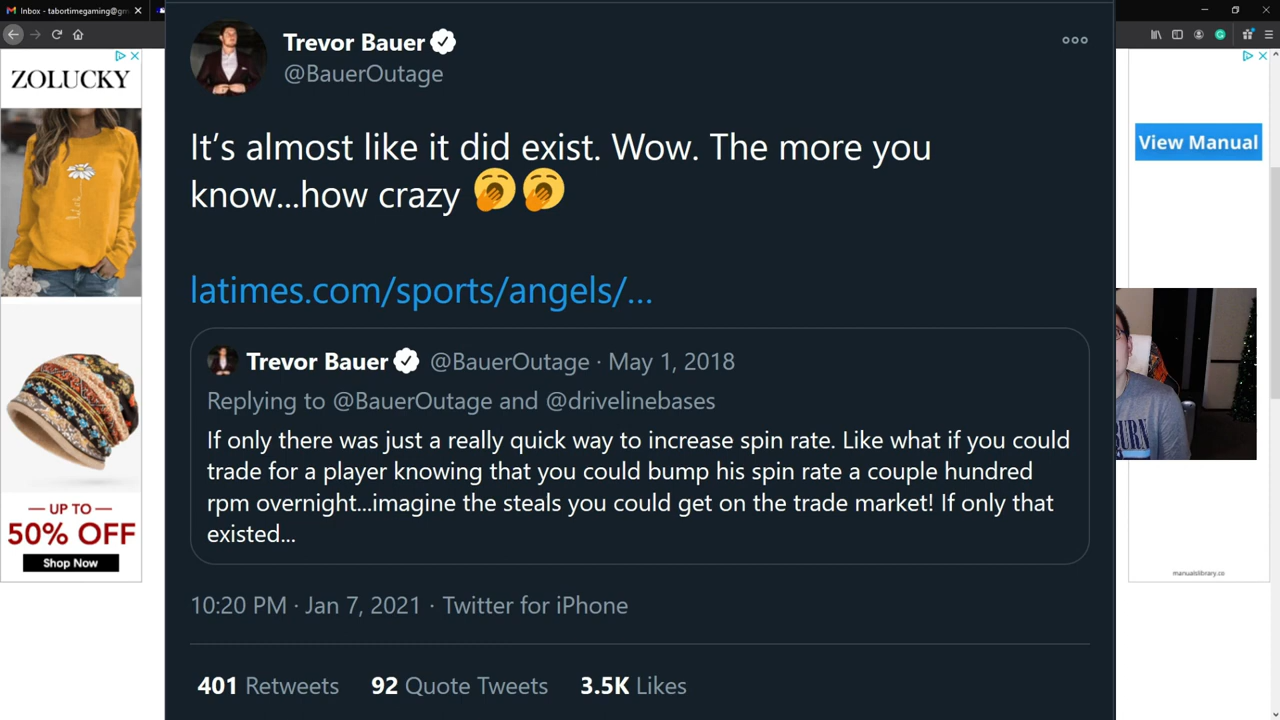 Inbox - tabortimegaming@gm
Trevor Bauer
@BauerOutage
It’s almost like it did exist. Wow. The more you
know...how crazy 🥱🥱
latimes.com/sports/angels/...
Trevor Bauer @BauerOutage · May 1, 2018
Replying to @BauerOutage and @drivelinebases
If only there was just a really quick way to increase spin rate. Like what if you could
trade for a player knowing that you could bump his spin rate a couple hundred
rpm overnight...imagine the steals you could get on the trade market! If only that
existed...
10:20 PM · Jan 7, 2021 · Twitter for iPhone
401 Retweets 92 Quote Tweets 3.5K Likes
ZOLUCKY
UP TO
50% OFF
Shop Now
View Manual
manualslibrary.co